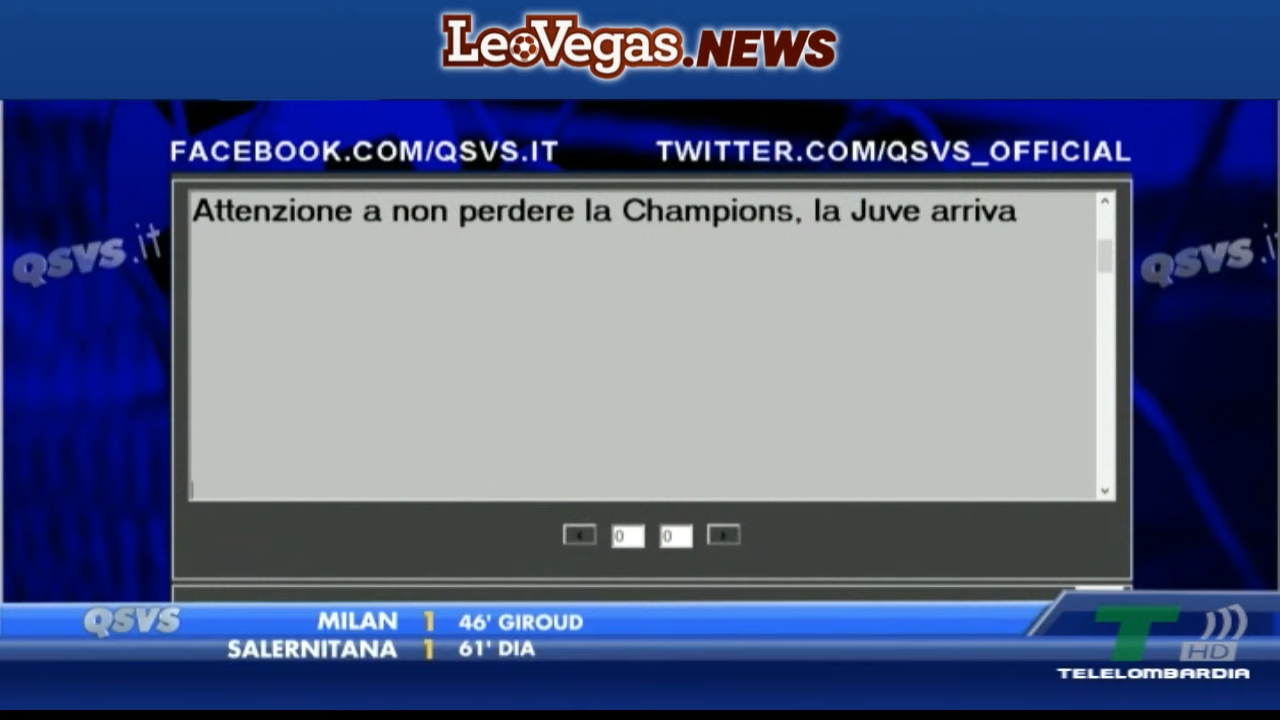 LeoVegas.NEWS
FACEBOOK.COM/QSVS.IT TWITTER.COM/QSVS_OFFICIAL
Attenzione a non perdere la Champions, la Juve arriva
QSVS.it QSVS.i
0 0
QSVS MILAN 1 46' GIROUD
SALERNITANA 1 61' DIA
T HD
TELELOMBARDIA